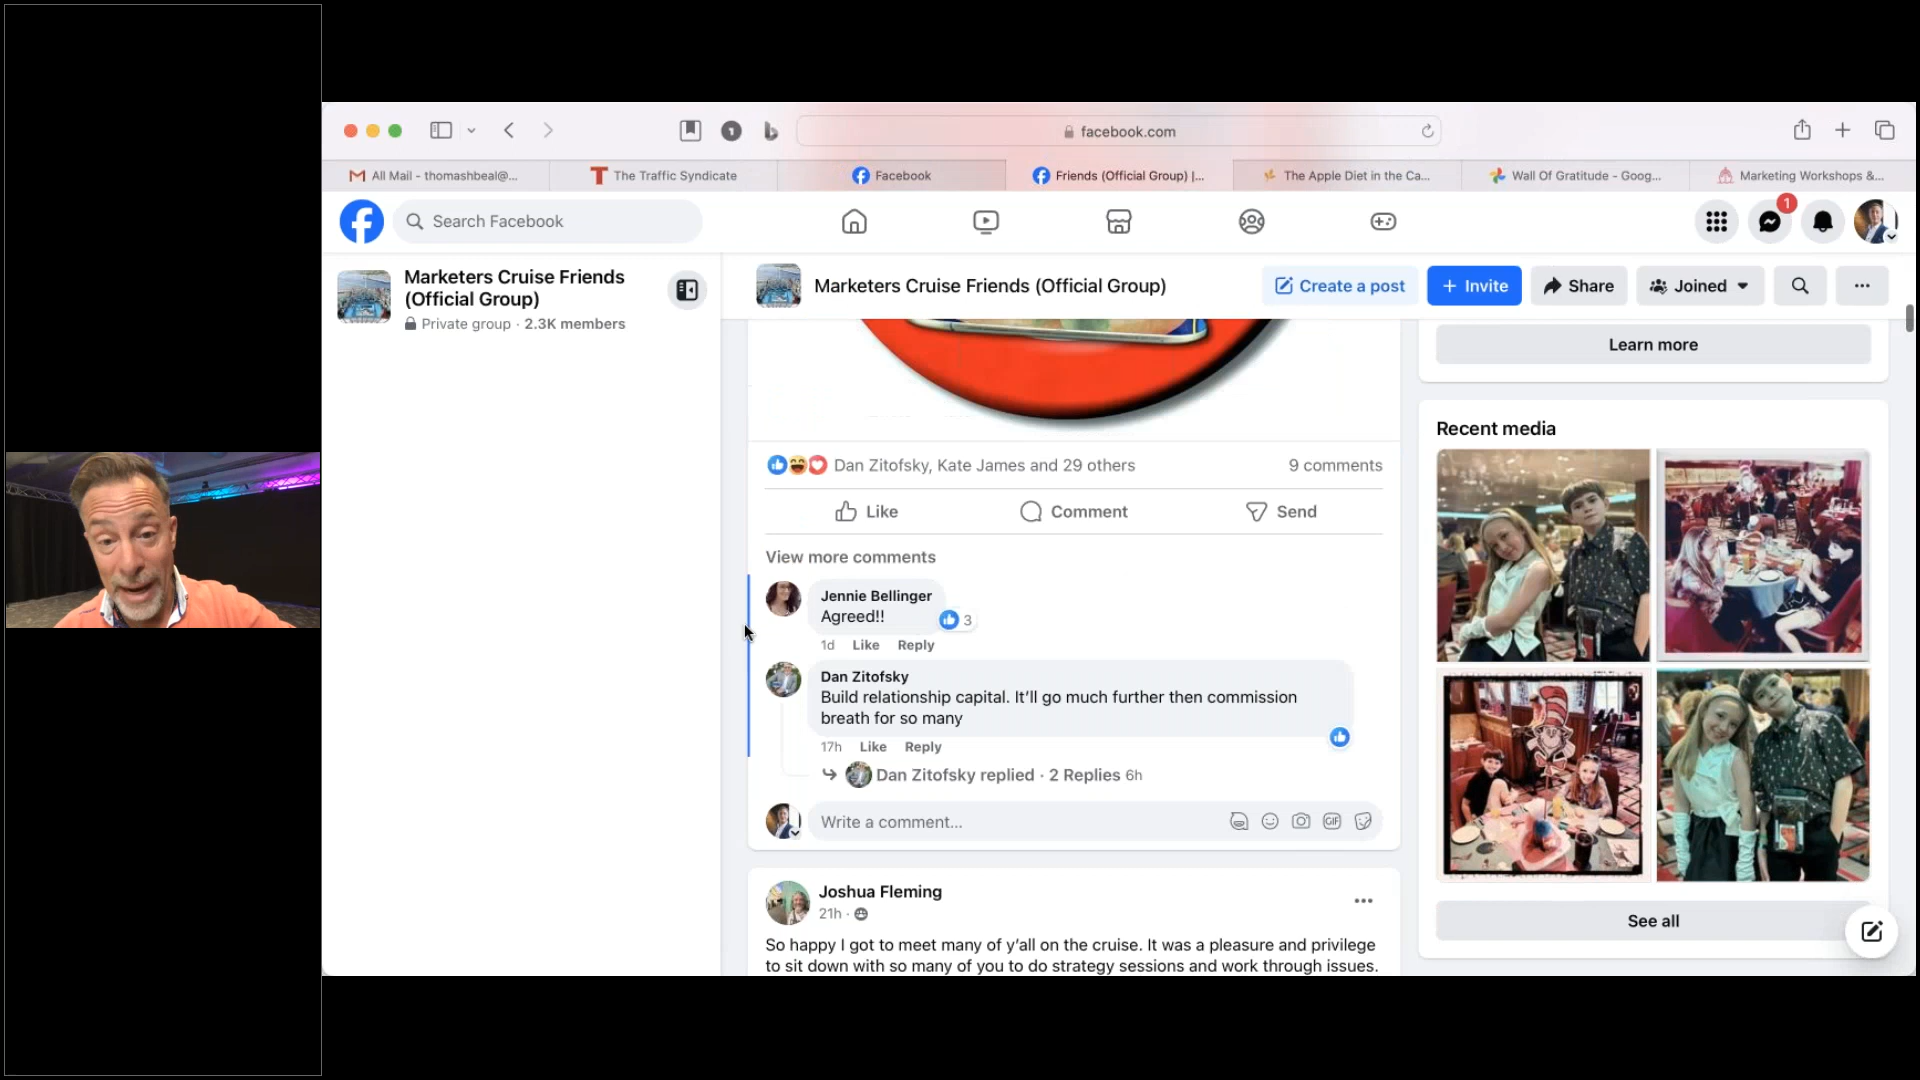 facebook.com
All Mail - thomashbeal@...
The Traffic Syndicate
Facebook
Friends (Official Group) |...
The Apple Diet in the Ca...
Wall Of Gratitude - Goog...
Marketing Workshops &...
Search Facebook
1
Marketers Cruise Friends
(Official Group)
Private group · 2.3K members
Marketers Cruise Friends (Official Group)
Create a post
+ Invite
Share
Joined
Learn more
Recent media
Dan Zitofsky, Kate James and 29 others
9 comments
Like
Comment
Send
View more comments
Jennie Bellinger
Agreed!!
3
1d Like Reply
Dan Zitofsky
Build relationship capital. It’ll go much further then commission
breath for so many
17h Like Reply
Dan Zitofsky replied · 2 Replies 6h
Write a comment...
GIF
See all
Joshua Fleming
21h ·
So happy I got to meet many of y’all on the cruise. It was a pleasure and privilege
to sit down with so many of you to do strategy sessions and work through issues.